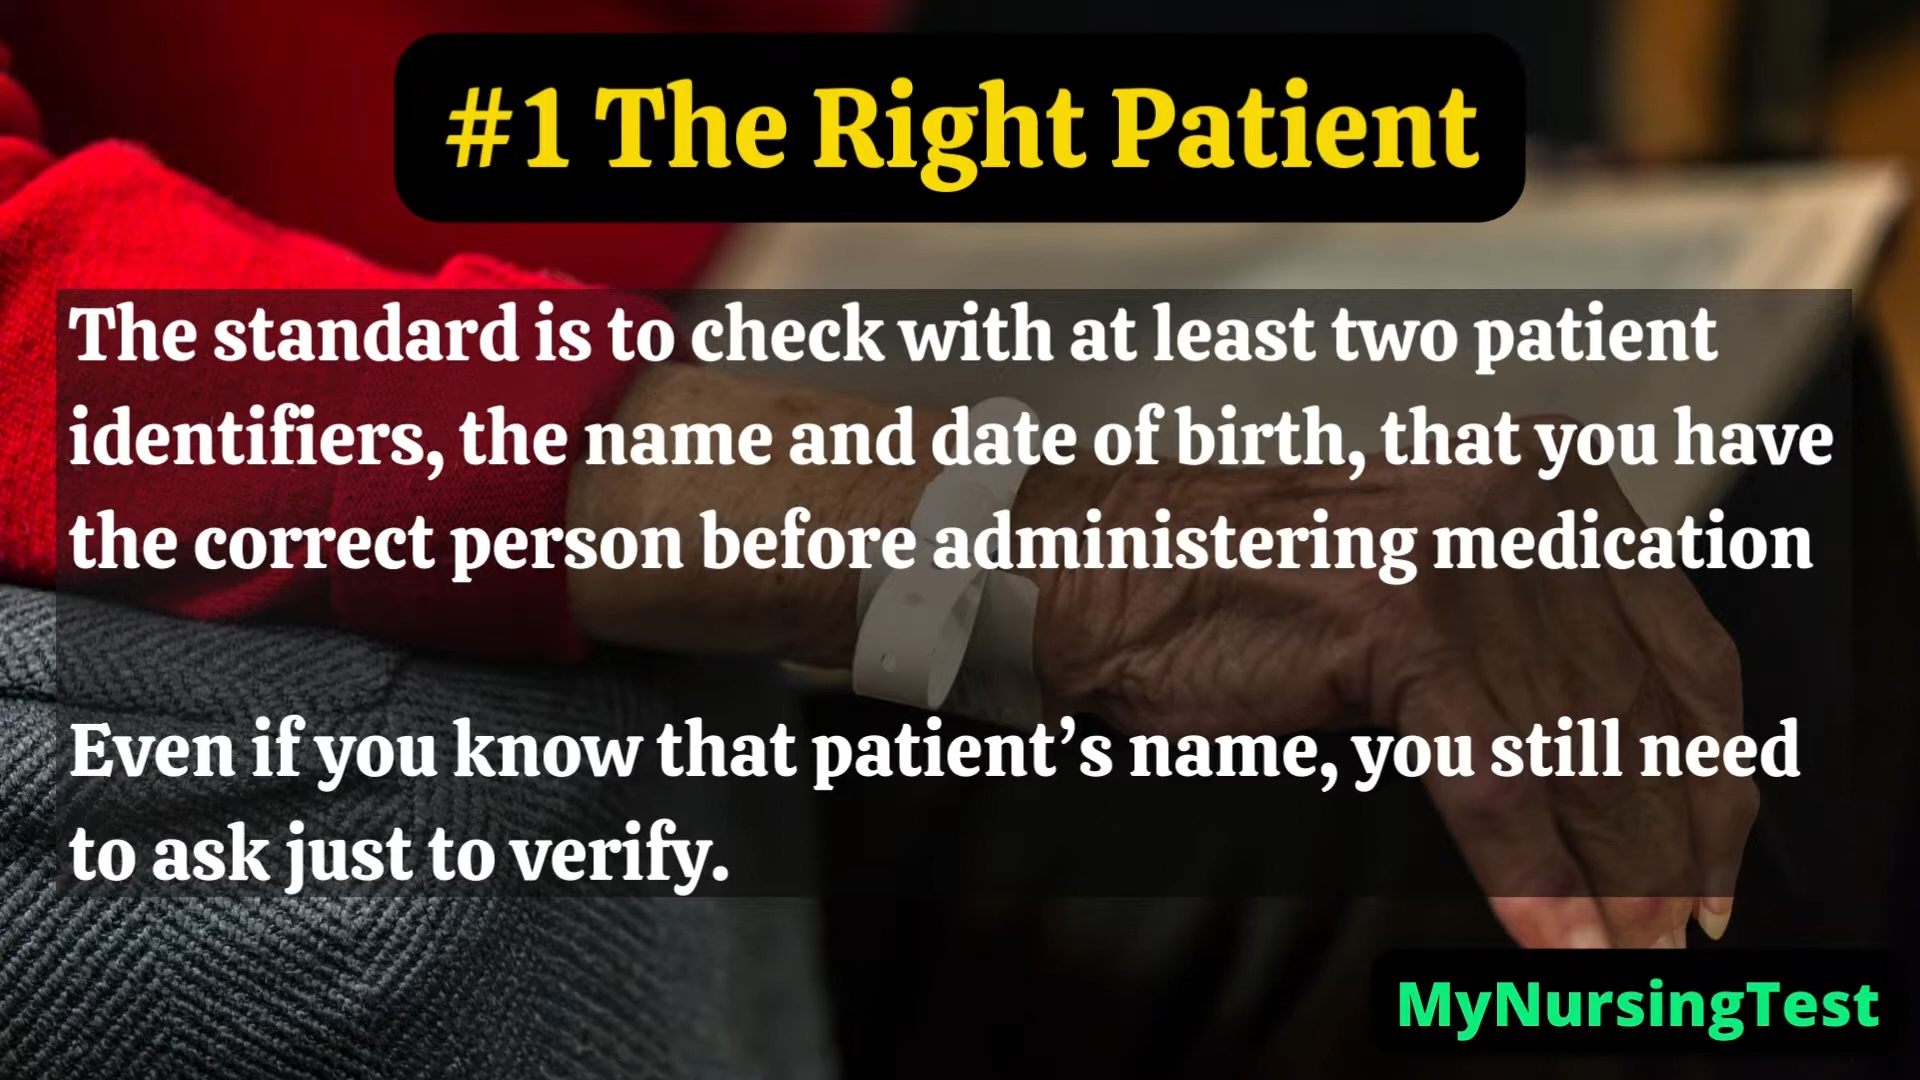 #1 The Right Patient
The standard is to check with at least two patient
identifiers, the name and date of birth, that you have
the correct person before administering medication
Even if you know that patient’s name, you still need
to ask just to verify.
MyNursingTest